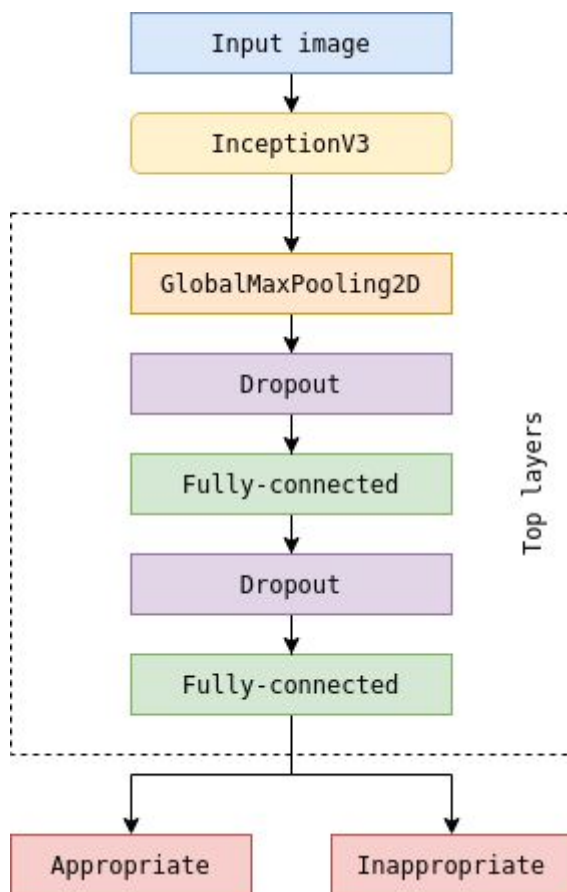 Input image
InceptionV3
GlobalMaxPooling2D
Dropout
Fully-connected
Top layers
Dropout
Fully-connected
Appropriate
Inappropriate